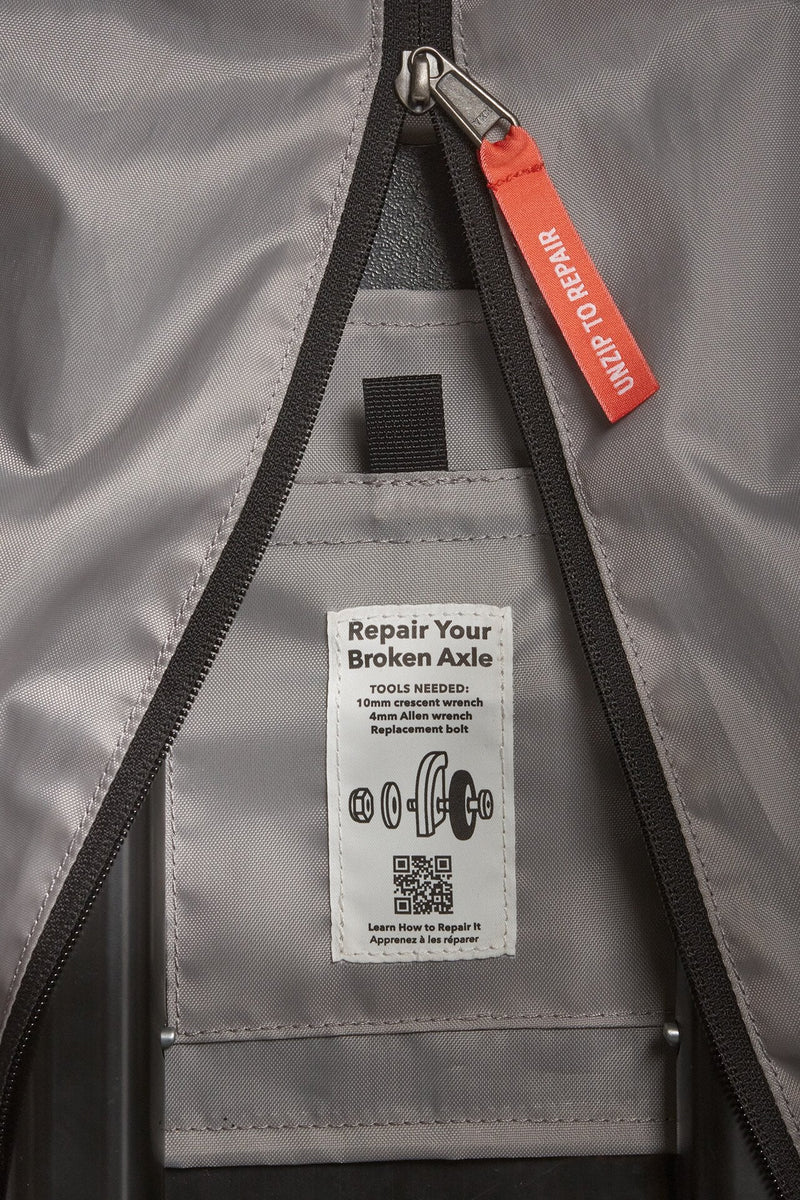 UNZIP TO REPAIR
Repair Your
Broken Axle
TOOLS NEEDED:
10mm crescent wrench
4mm Allen wrench
Replacement bolt
Learn How to Repair It
Apprenez à les réparer